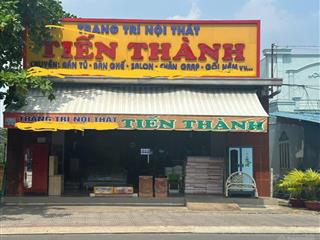 TRANG TRÍ NỘI THẤT
TIẾN THÀNH
CHUYÊN: BÁN TỦ - BÀN GHẾ - SALON - CHĂN GRAP - GỐI NỆM V.V...
TRANG TRÍ NỘI THẤT TIẾN THÀNH